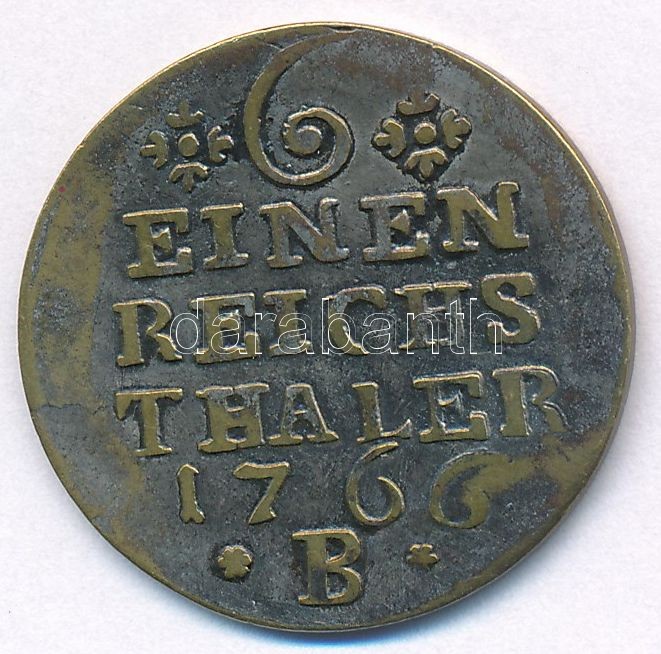 6
EINEN
REICHS
THALER
1766
B
darabanth